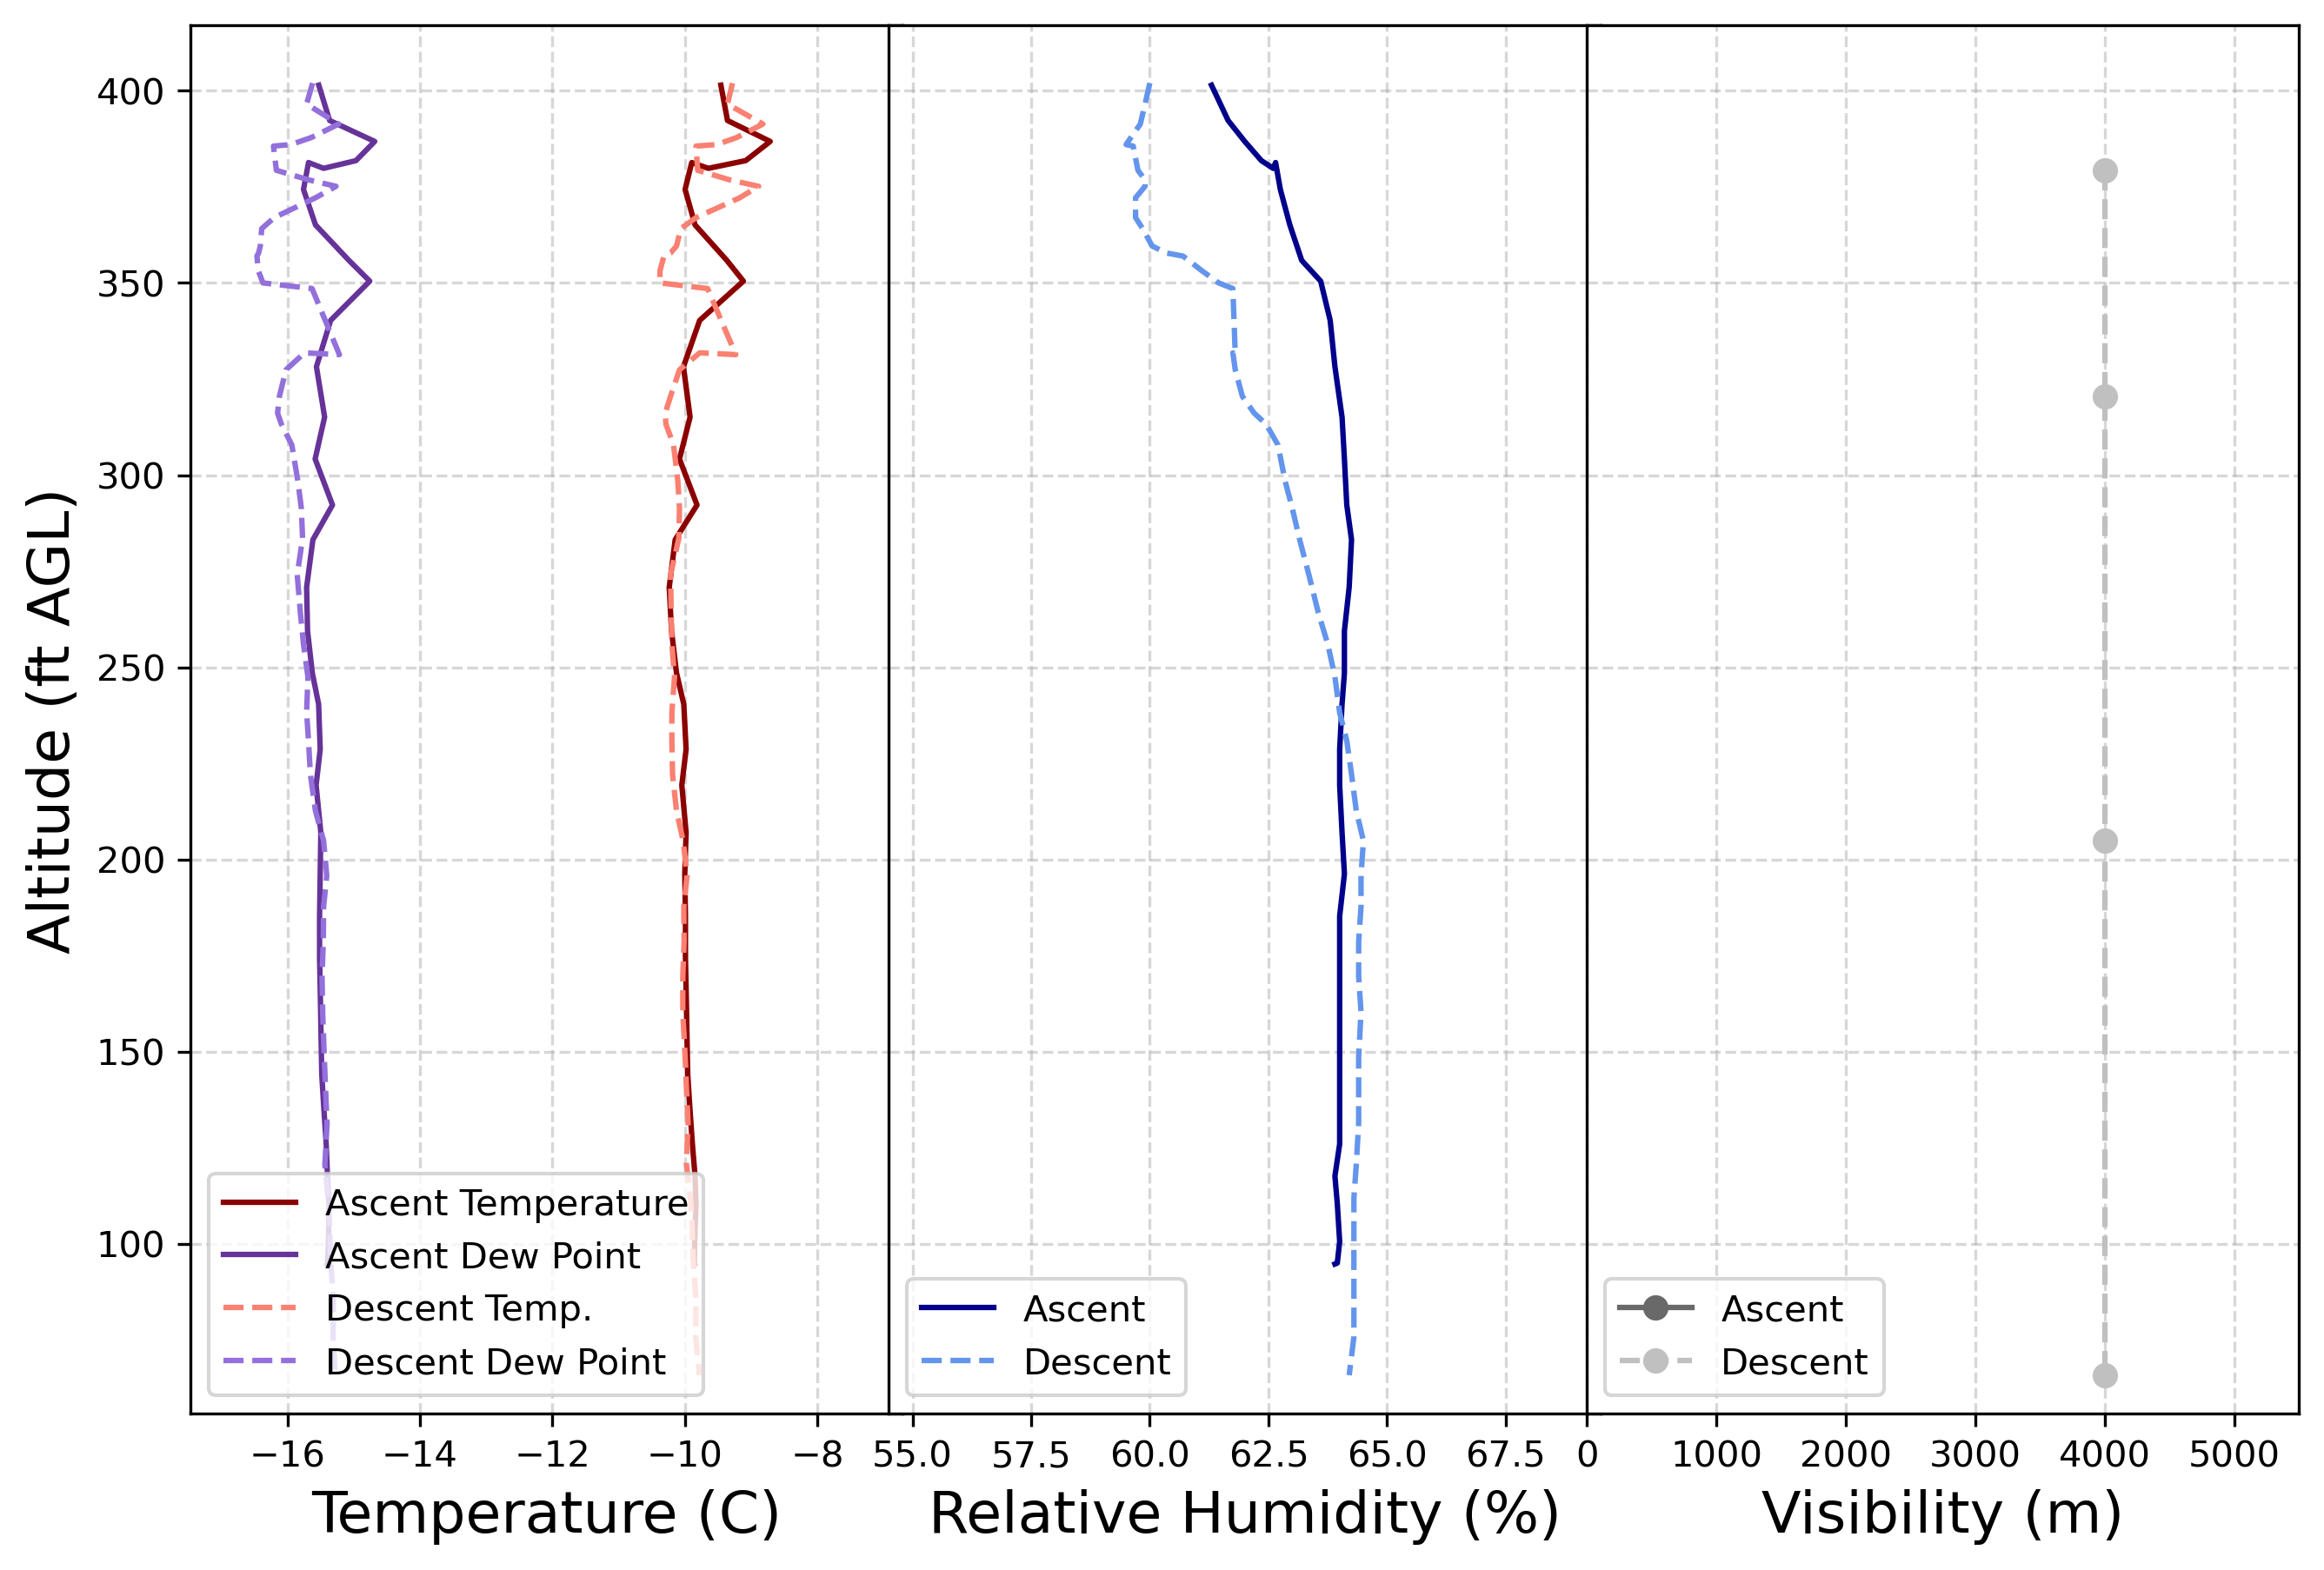 Altitude (ft AGL)
400
350
300
250
200
150
100
Ascent Temperature
Ascent Dew Point
Descent Temp.
Descent Dew Point
Ascent
Descent
Ascent
Descent
−16 −14 −12 −10 −8 55.0 57.5 60.0 62.5 65.0 67.5 0 1000 2000 3000 4000 5000
Temperature (C) Relative Humidity (%) Visibility (m)